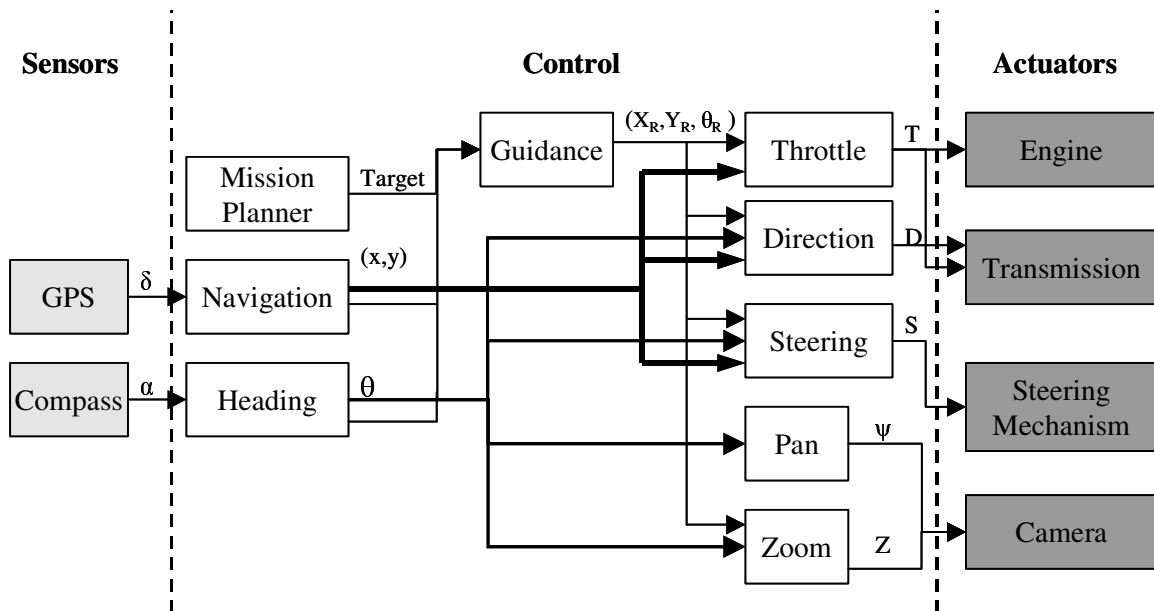 Sensors
Control
Actuators
(X_R,Y_R, θ_R )
Guidance
Throttle
T
Engine
Mission
Planner
Target
Direction
D
Transmission
(x,y)
GPS
δ
Navigation
Steering
S
Compass
α
Heading
θ
Steering
Mechanism
Pan
ψ
Zoom
Z
Camera